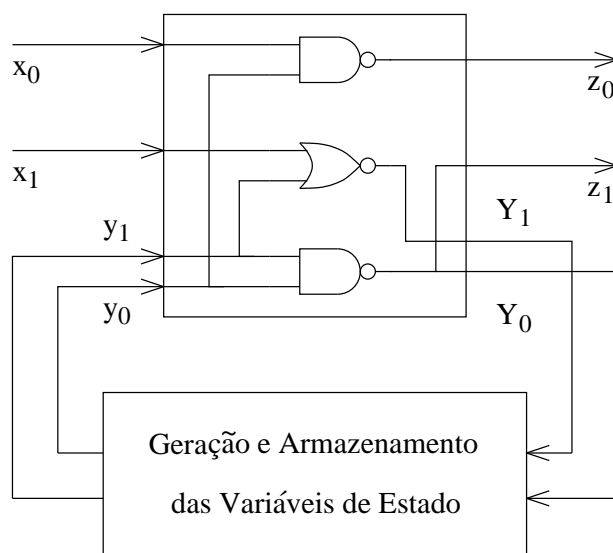 x0
z0
x1
z1
y1
Y1
y0
Y0
Geração e Armazenamento
das Variáveis de Estado